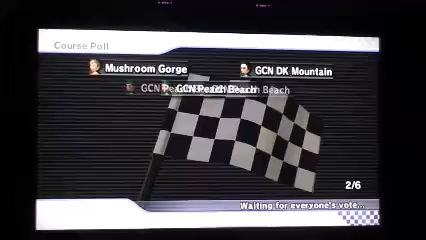 Course Poll
Mushroom Gorge
GCN DK Mountain
GCN Peach Beach
2/6
Waiting for everyone's vote...